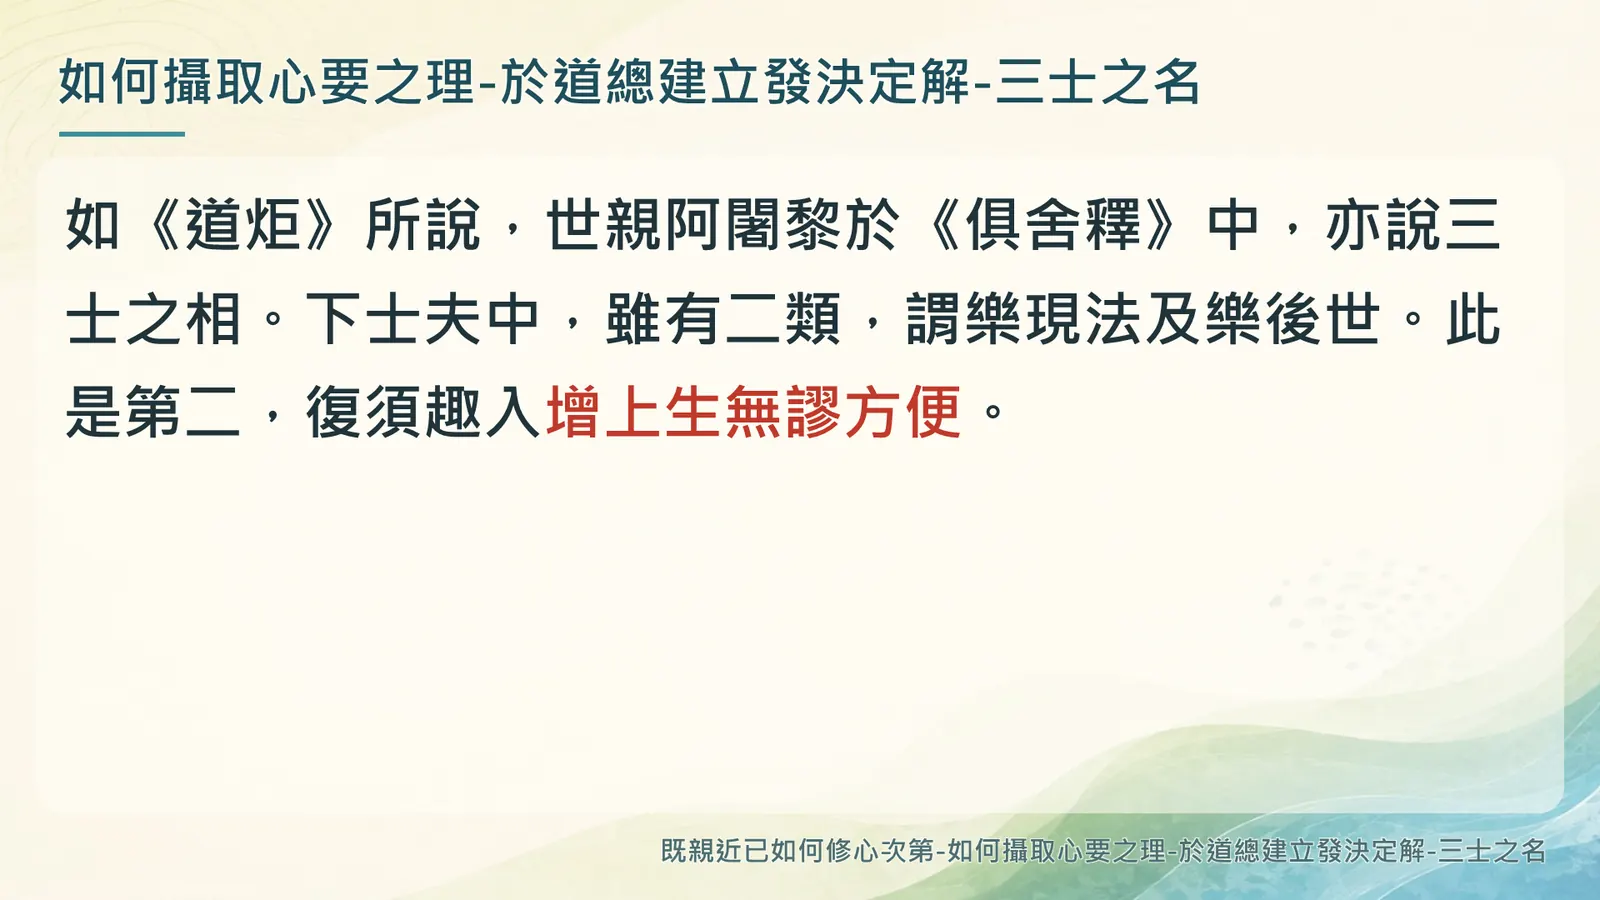 如何攝取心要之理-於道總建立發決定解-三士之名
如《道炬》所說，世親阿闍黎於《俱舍釋》中，亦說三
士之相。下士夫中，雖有二類，謂樂現法及樂後世。此
是第二，復須趣入增上生無謬方便。
既親近已如何修心次第-如何攝取心要之理-於道總建立發決定解-三士之名